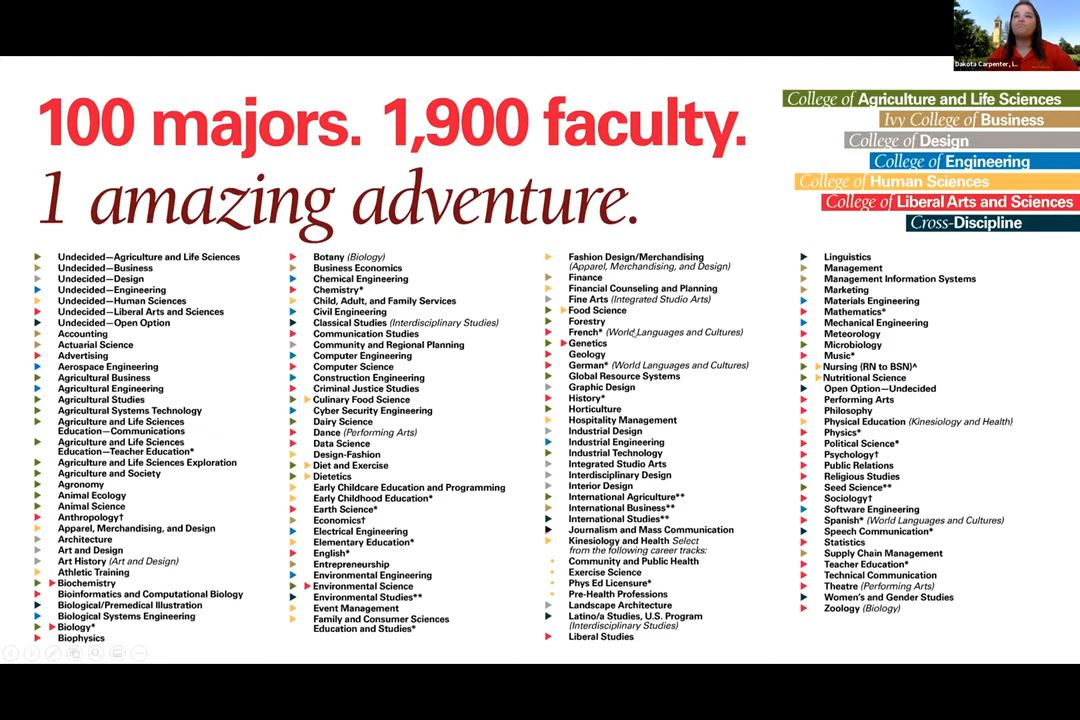 Dakota Carpenter, I...
100 majors. 1,900 faculty.
1 amazing adventure.
College of Agriculture and Life Sciences
Ivy College of Business
College of Design
College of Engineering
College of Human Sciences
College of Liberal Arts and Sciences
Cross-Discipline
Undecided—Agriculture and Life Sciences
Undecided—Business
Undecided—Design
Undecided—Engineering
Undecided—Human Sciences
Undecided—Liberal Arts and Sciences
Undecided—Open Option
Accounting
Actuarial Science
Advertising
Aerospace Engineering
Agricultural Business
Agricultural Engineering
Agricultural Studies
Agricultural Systems Technology
Agriculture and Life Sciences
Education—Communications
Agriculture and Life Sciences
Education—Teacher Education*
Agriculture and Life Sciences Exploration
Agriculture and Society
Agronomy
Animal Ecology
Animal Science
Anthropology†
Apparel, Merchandising, and Design
Architecture
Art and Design
Art History (Art and Design)
Athletic Training
Biochemistry
Bioinformatics and Computational Biology
Biological/Premedical Illustration
Biological Systems Engineering
Biology*
Biophysics
Botany (Biology)
Business Economics
Chemical Engineering
Chemistry*
Child, Adult, and Family Services
Civil Engineering
Classical Studies (Interdisciplinary Studies)
Communication Studies
Community and Regional Planning
Computer Engineering
Computer Science
Construction Engineering
Criminal Justice Studies
Culinary Food Science
Cyber Security Engineering
Dairy Science
Dance (Performing Arts)
Data Science
Design-Fashion
Diet and Exercise
Dietetics
Early Childcare Education and Programming
Early Childhood Education*
Earth Science*
Economics†
Electrical Engineering
Elementary Education*
English*
Entrepreneurship
Environmental Engineering
Environmental Science
Environmental Studies**
Event Management
Family and Consumer Sciences
Education and Studies*
Fashion Design/Merchandising
(Apparel, Merchandising, and Design)
Finance
Financial Counseling and Planning
Fine Arts (Integrated Studio Arts)
Food Science
Forestry
French* (World Languages and Cultures)
Genetics
Geology
German* (World Languages and Cultures)
Global Resource Systems
Graphic Design
History*
Horticulture
Hospitality Management
Industrial Design
Industrial Engineering
Industrial Technology
Integrated Studio Arts
Interdisciplinary Design
Interior Design
International Agriculture**
International Business**
International Studies**
Journalism and Mass Communication
Kinesiology and Health Select
from the following career tracks:
Community and Public Health
Exercise Science
Phys Ed Licensure*
Pre-Health Professions
Landscape Architecture
Latino/a Studies, U.S. Program
(Interdisciplinary Studies)
Liberal Studies
Linguistics
Management
Management Information Systems
Marketing
Materials Engineering
Mathematics*
Mechanical Engineering
Meteorology
Microbiology
Music*
Nursing (RN to BSN)^
Nutritional Science
Open Option—Undecided
Performing Arts
Philosophy
Physical Education (Kinesiology and Health)
Physics*
Political Science*
Psychology†
Public Relations
Religious Studies
Seed Science**
Sociology†
Software Engineering
Spanish* (World Languages and Cultures)
Speech Communication*
Statistics
Supply Chain Management
Teacher Education*
Technical Communication
Theatre (Performing Arts)
Women's and Gender Studies
Zoology (Biology)